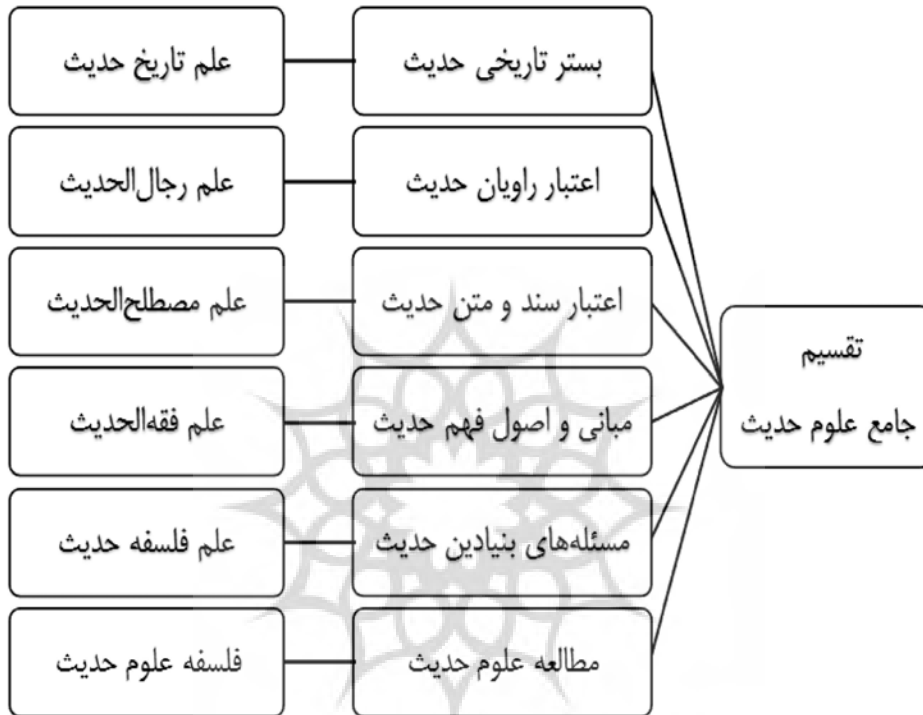 تقسیم
جامع علوم حدیث
بستر تاریخی حدیث
علم تاریخ حدیث
اعتبار راویان حدیث
علم رجال‌الحدیث
اعتبار سند و متن حدیث
علم مصطلح‌الحدیث
مبانی و اصول فهم حدیث
علم فقه‌الحدیث
مسئله‌های بنیادین حدیث
علم فلسفه حدیث
مطالعه علوم حدیث
فلسفه علوم حدیث